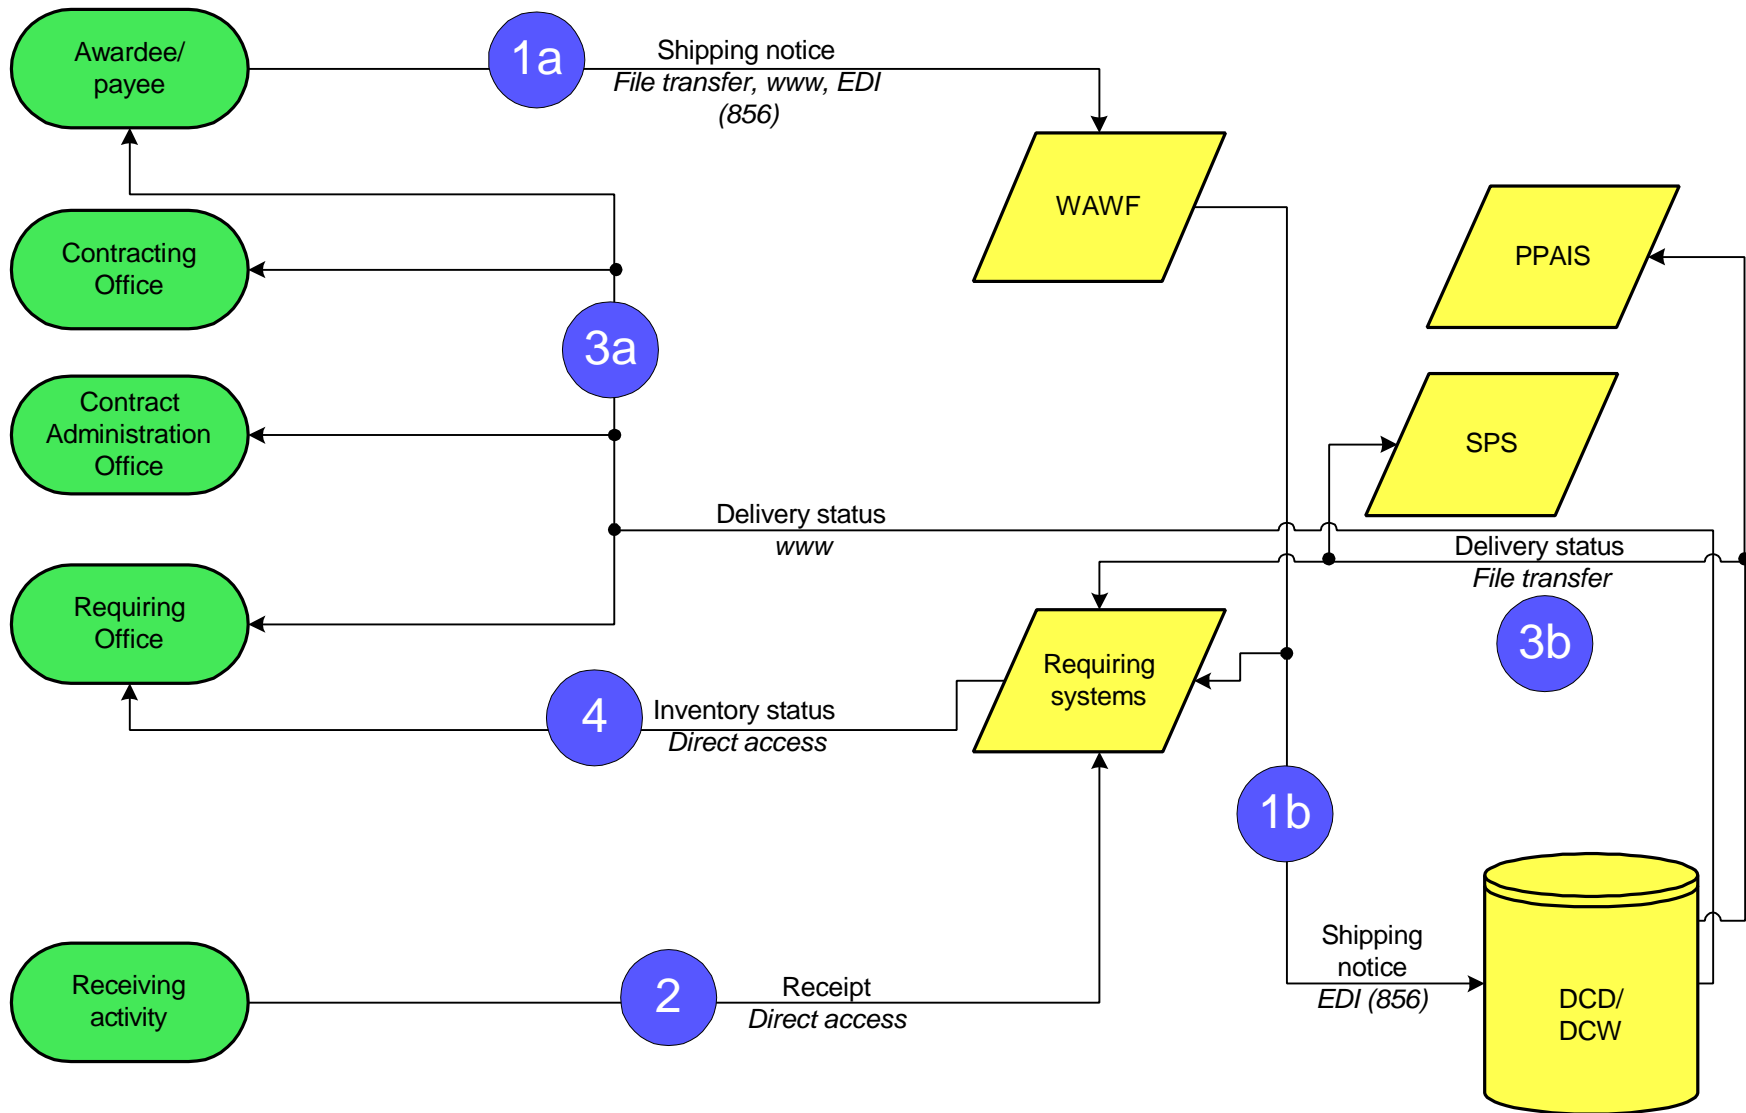 Awardee/
payee
1a
Shipping notice
File transfer, www, EDI
(856)
WAWF
PPAIS
Contracting
Office
3a
Contract
Administration
Office
SPS
Delivery status
www
Delivery status
File transfer
Requiring
Office
3b
Requiring
systems
4
Inventory status
Direct access
1b
Shipping
notice
EDI (856)
Receiving
activity
2
Receipt
Direct access
DCD/
DCW